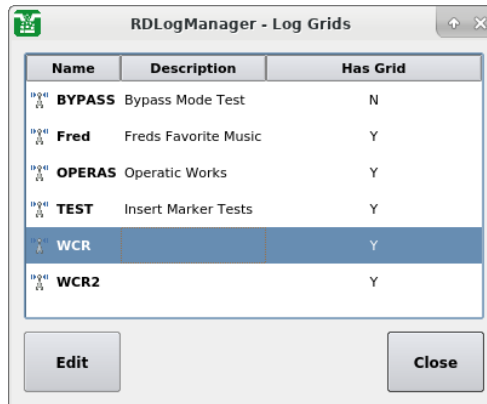 RDLogManager - Log Grids
Name Description Has Grid
BYPASS Bypass Mode Test N
Fred Freds Favorite Music Y
OPERAS Operatic Works Y
TEST Insert Marker Tests Y
WCR Y
WCR2 Y
Edit Close